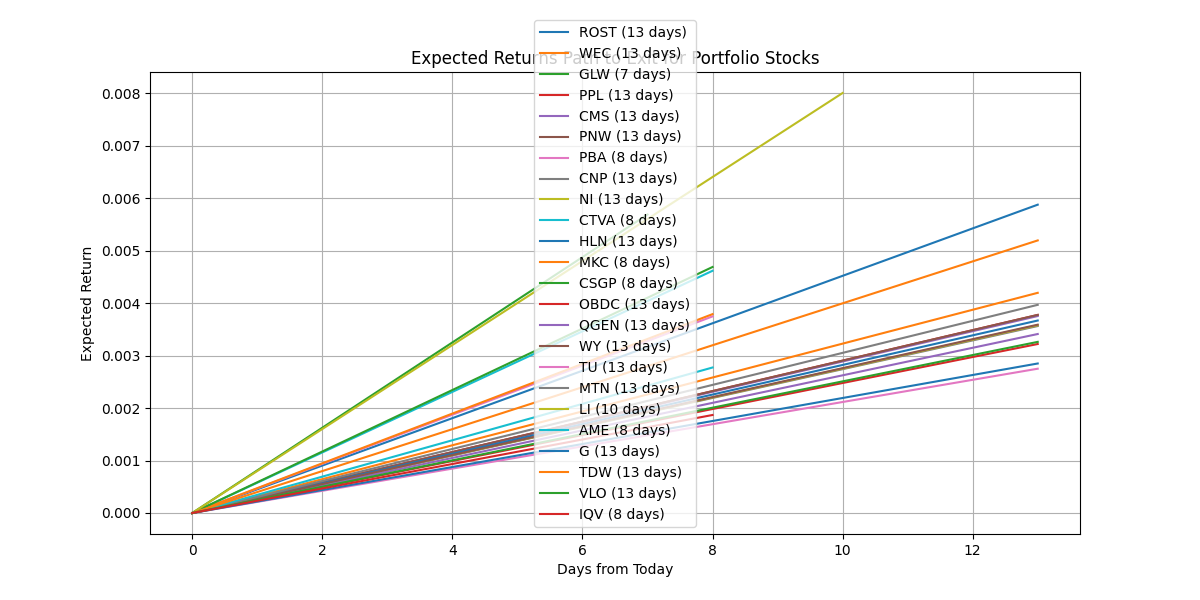 Expected Returns Path to Exit for Portfolio Stocks
ROST (13 days)
WEC (13 days)
GLW (7 days)
PPL (13 days)
CMS (13 days)
PNW (13 days)
PBA (8 days)
CNP (13 days)
NI (13 days)
CTVA (8 days)
HLN (13 days)
MKC (8 days)
CSGP (8 days)
OBDC (13 days)
QGEN (13 days)
WY (13 days)
TU (13 days)
MTN (13 days)
LI (10 days)
AME (8 days)
G (13 days)
TDW (13 days)
VLO (13 days)
IQV (8 days)
Expected Return
0.008
0.007
0.006
0.005
0.004
0.003
0.002
0.001
0.000
0 2 4 6 8 10 12
Days from Today